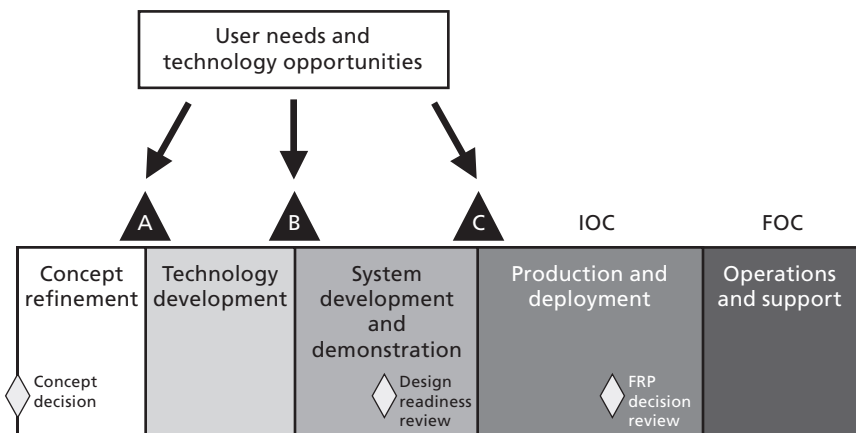 User needs and
technology opportunities
A
B
C
IOC
FOC
Concept
refinement
Technology
development
System
development
and
demonstration
Production and
deployment
Operations
and support
Concept
decision
Design
readiness
review
FRP
decision
review